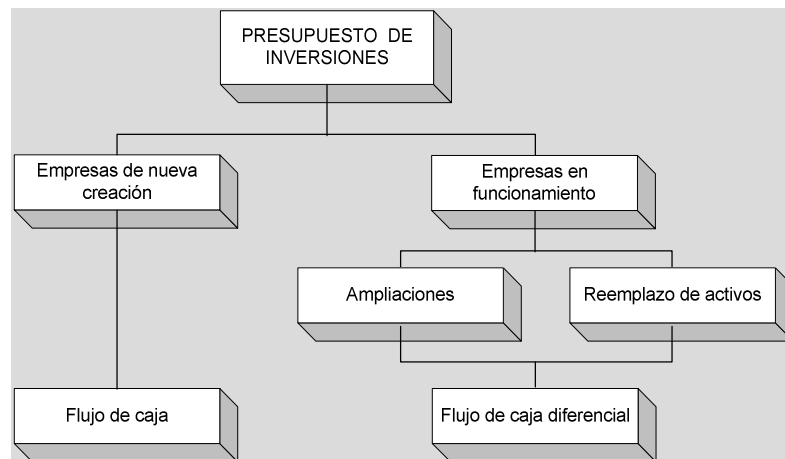 PRESUPUESTO DE
INVERSIONES
Empresas de nueva
creación
Empresas en
funcionamiento
Ampliaciones
Reemplazo de activos
Flujo de caja
Flujo de caja diferencial